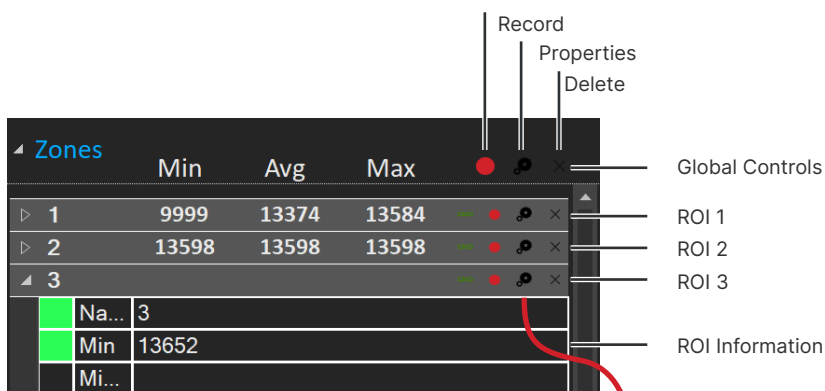 Record
Properties
Delete
Zones
Min Avg Max
Global Controls
1 9999 13374 13584
ROI 1
2 13598 13598 13598
ROI 2
3
ROI 3
Na... 3
Min 13652
ROI Information
Mi...